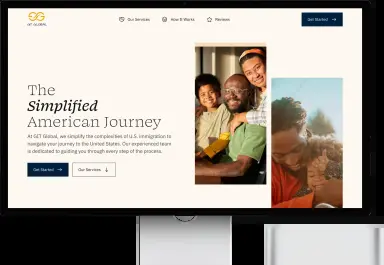 GET GLOBAL
Our Services
How It Works
Reviews
Get Started
The
Simplified
American Journey
At GET Global, we simplify the complexities of U.S. immigration to
navigate your journey to the United States. Our experienced team
is dedicated to guiding you through every step of the process.
Get Started
Our Services